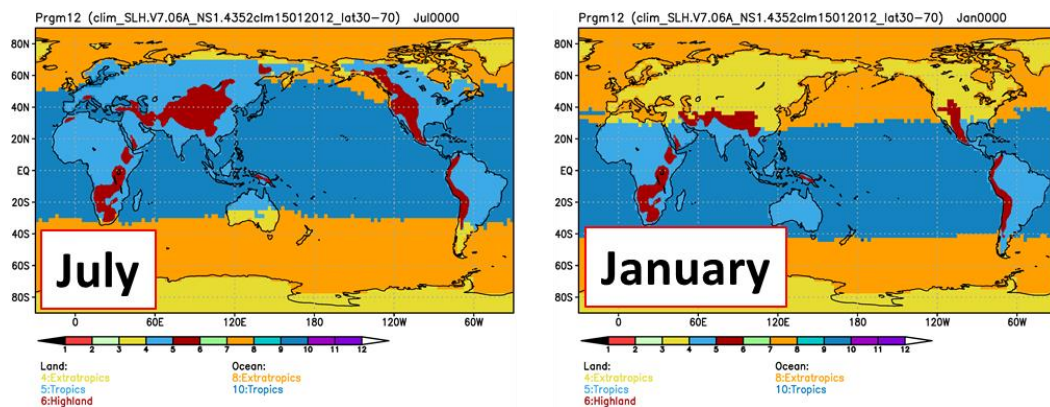 Prgm12 (clim_SLH.V7.06A_NS1.4352clm15012012_lat30-70) Jul0000
80N
60N
40N
20N
EQ
20S
40S
60S
80S
July
0 60E 120E 180 120W 60W
1 2 3 4 5 6 7 8 9 10 11 12
Land: Ocean:
4:Extratropics 8:Extratropics
5:Tropics 10:Tropics
6:Highland
Prgm12 (clim_SLH.V7.06A_NS1.4352clm15012012_lat30-70) Jan0000
80N
60N
40N
20N
EQ
20S
40S
60S
80S
January
0 60E 120E 180 120W 60W
1 2 3 4 5 6 7 8 9 10 11 12
Land: Ocean:
4:Extratropics 8:Extratropics
5:Tropics 10:Tropics
6:Highland